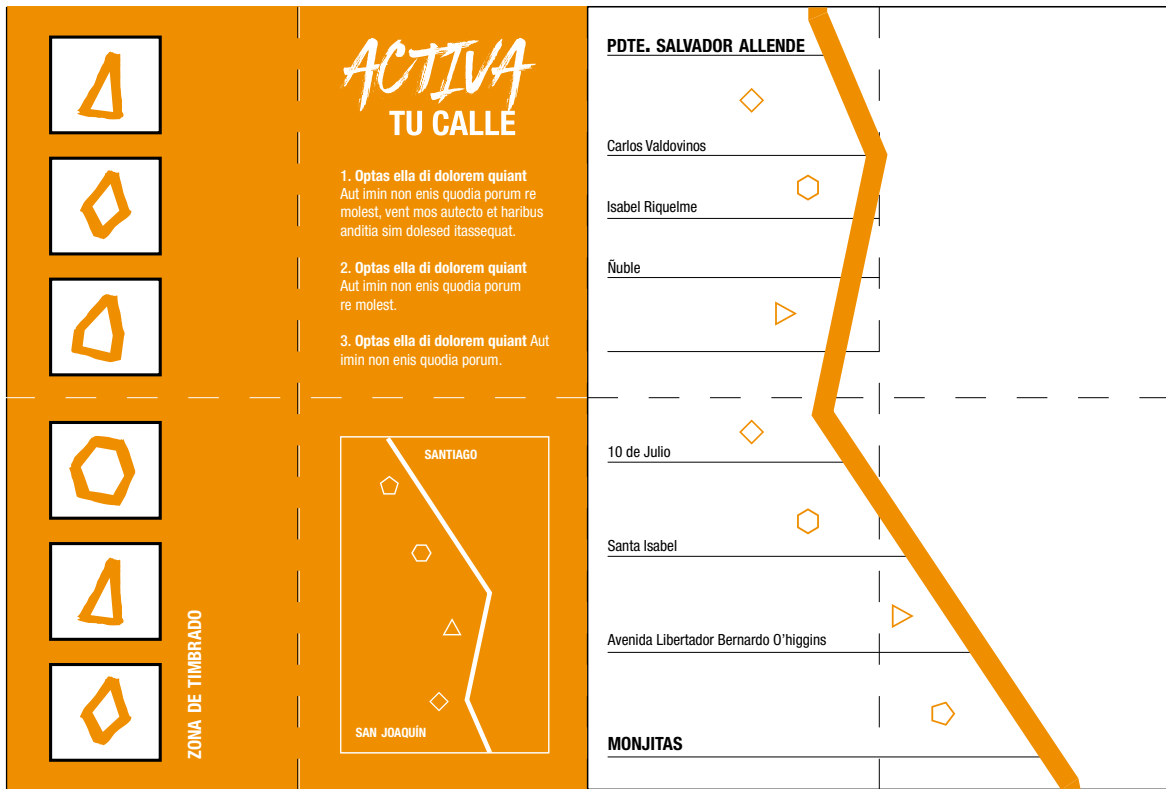 ACTIVA
TU CALLE
1. Optas ella di dolorem quiant
Aut imin non enis quodia porum re
molest, vent mos autecto et haribus
anditia sim dolesed itassequat.
2. Optas ella di dolorem quiant
Aut imin non enis quodia porum
re molest.
3. Optas ella di dolorem quiant Aut
imin non enis quodia porum.
ZONA DE TIMBRADO
SANTIAGO
SAN JOAQUÍN
PDTE. SALVADOR ALLENDE
Carlos Valdovinos
Isabel Riquelme
Ñuble
10 de Julio
Santa Isabel
Avenida Libertador Bernardo O’higgins
MONJITAS